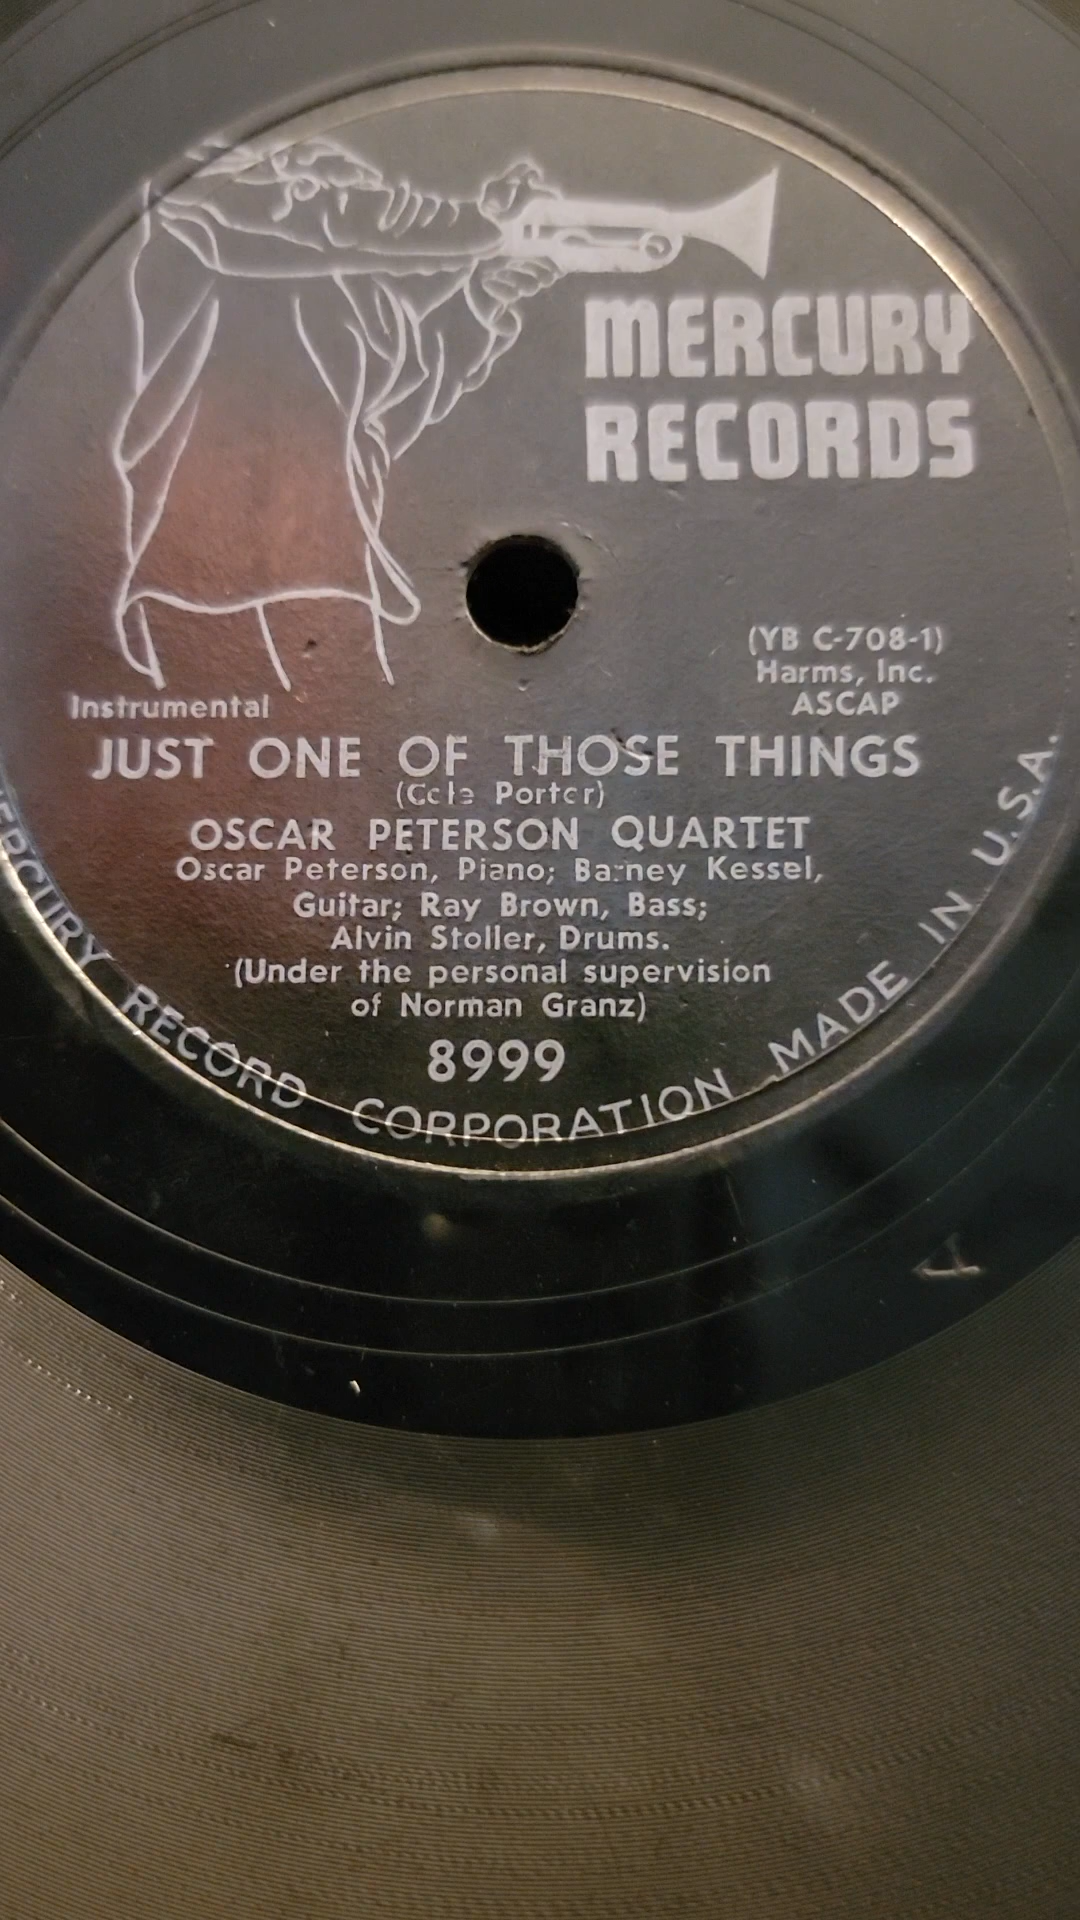 MERCURY
RECORDS
(YB C-708-1)
Harms, Inc.
ASCAP
Instrumental
JUST ONE OF THOSE THINGS
(Cole Porter)
OSCAR PETERSON QUARTET
Oscar Peterson, Piano; Barney Kessel,
Guitar; Ray Brown, Bass;
Alvin Stoller, Drums.
(Under the personal supervision
of Norman Granz)
8999
MERCURY RECORD CORPORATION MADE IN U.S.A.